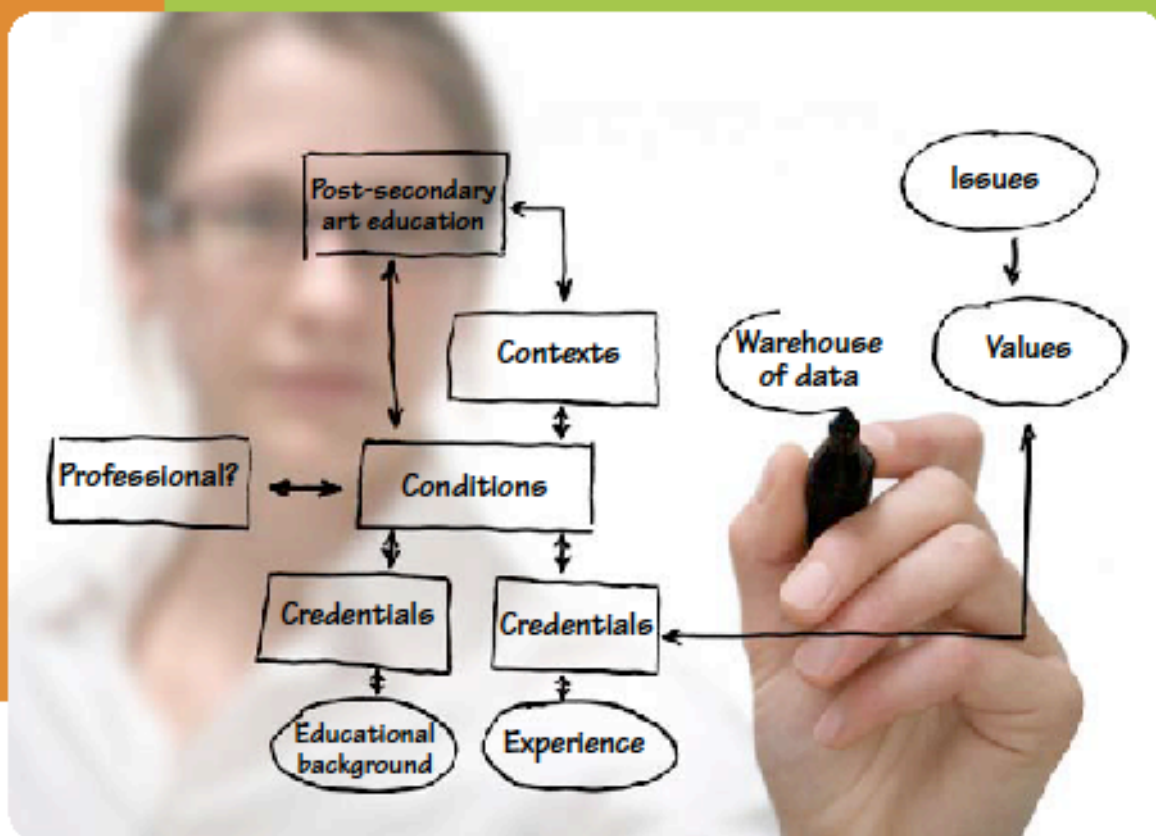 Post-secondary
art education
Issues
Contexts
Warehouse
of data
Values
Professional?
Conditions
Credentials
Credentials
Educational
background
Experience